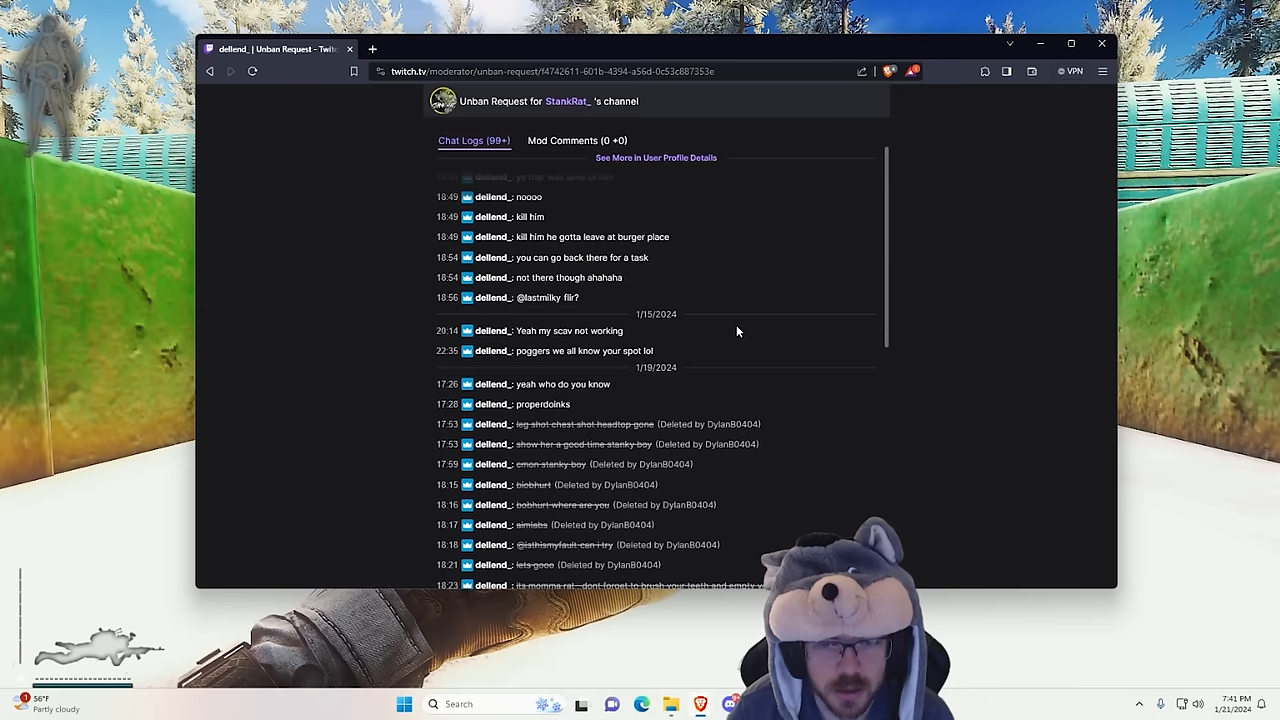 dellend_ | Unban Request - Twitc
twitch.tv/moderator/unban-request/f4742611-601b-4394-a56d-0c53c887353e
VPN
Unban Request for StankRat_ 's channel
Chat Logs (99+) Mod Comments (0 +0)
See More in User Profile Details
18:49 dellend_: noooo
18:49 dellend_: kill him
18:49 dellend_: kill him he gotta leave at burger place
18:54 dellend_: you can go back there for a task
18:54 dellend_: not there though ahahaha
18:56 dellend_: @lastmilky flir?
1/15/2024
20:14 dellend_: Yeah my scav not working
22:35 dellend_: poggers we all know your spot lol
1/19/2024
17:26 dellend_: yeah who do you know
17:28 dellend_: properdoinks
17:53 dellend_: leg shot chest shot headtop gone (Deleted by DylanB0404)
17:53 dellend_: show her a good time stanky boy (Deleted by DylanB0404)
17:59 dellend_: cmon stanky boy (Deleted by DylanB0404)
18:15 dellend_: (Deleted by DylanB0404)
18:16 dellend_: bobhurt where are you (Deleted by DylanB0404)
18:17 dellend_: aimlabs (Deleted by DylanB0404)
18:18 dellend_: @isthismyfault can i try (Deleted by DylanB0404)
18:21 dellend_: lets gooo (Deleted by DylanB0404)
18:23 dellend_: its momma rat dont forget to brush your teeth and empty
56°F
Partly cloudy
Search
7:41 PM
1/21/2024